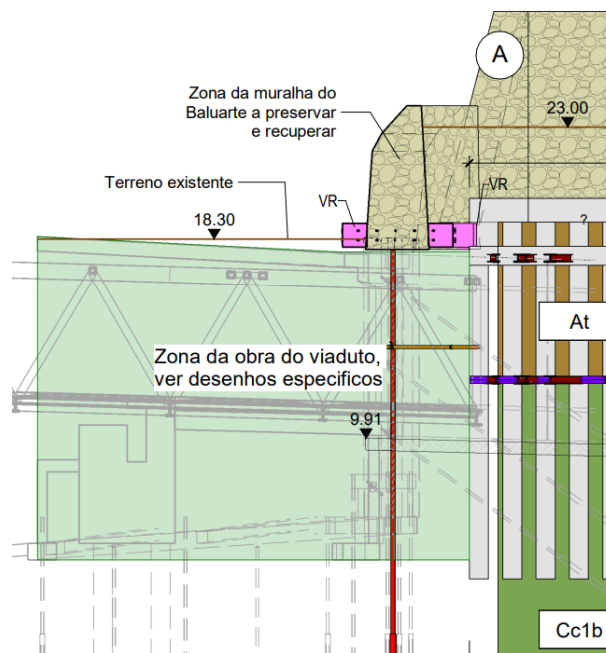 A
Zona da muralha do
Baluarte a preservar
e recuperar
23.00
Terreno existente
VR
VR
18.30
?
At
Zona da obra do viaduto,
ver desenhos especificos
9.91
Cc1b